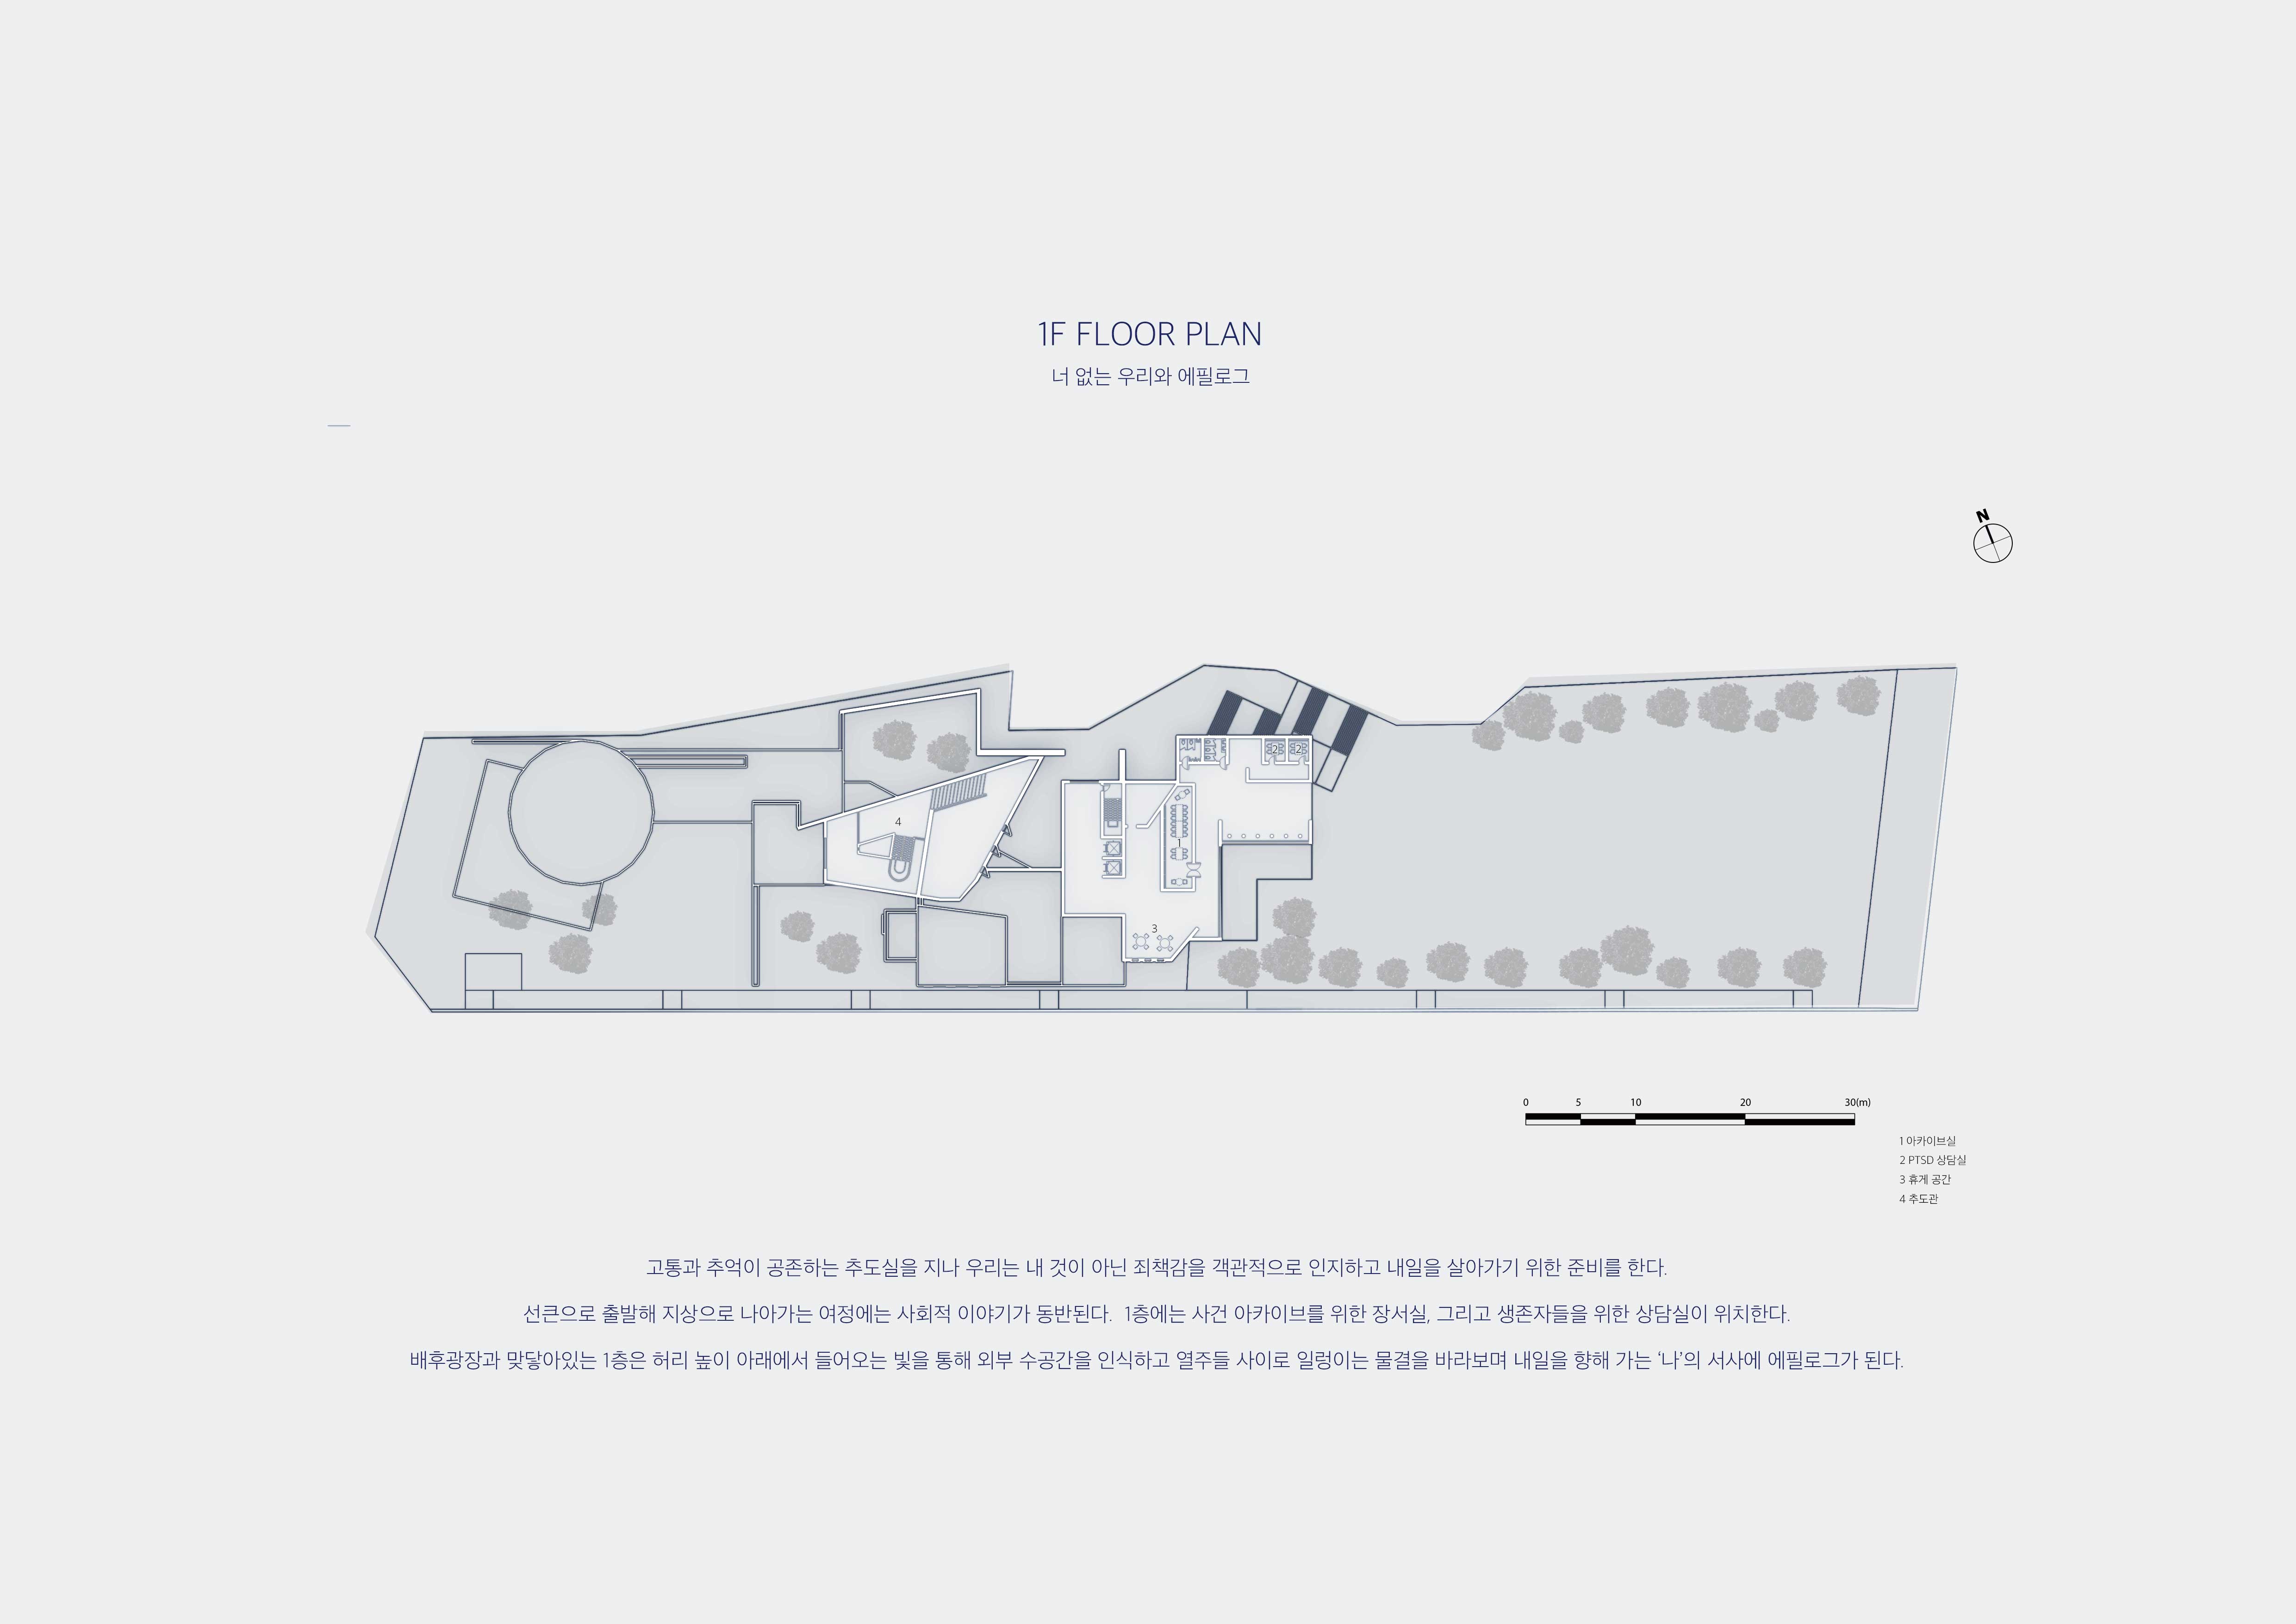 1F FLOOR PLAN
너 없는 우리와 에필로그
N
2 2
4
1
3
0 5 10 20 30(m)
1 아카이브실
2 PTSD 상담실
3 휴게 공간
4 추도관
고통과 추억이 공존하는 추도실을 지나 우리는 내 것이 아닌 죄책감을 객관적으로 인지하고 내일을 살아가기 위한 준비를 한다.
선큰으로 출발해 지상으로 나아가는 여정에는 사회적 이야기가 동반된다. 1층에는 사건 아카이브를 위한 장서실, 그리고 생존자들을 위한 상담실이 위치한다.
배후광장과 맞닿아있는 1층은 허리 높이 아래에서 들어오는 빛을 통해 외부 수공간을 인식하고 열주들 사이로 일렁이는 물결을 바라보며 내일을 향해 가는 ‘나’의 서사에 에필로그가 된다.